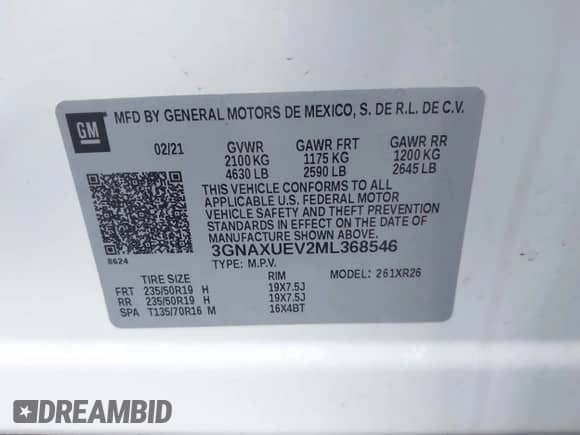 GM
MFD BY GENERAL MOTORS DE MEXICO, S. DE R.L. DE C.V.
02/21 GVWR GAWR FRT GAWR RR
2100 KG 1175 KG 1200 KG
4630 LB 2590 LB 2645 LB
THIS VEHICLE CONFORMS TO ALL
APPLICABLE U.S. FEDERAL MOTOR
VEHICLE SAFETY AND THEFT PREVENTION
STANDARDS IN EFFECT ON THE DATE OF
MANUFACTURE SHOWN ABOVE.
3GNAXUEV2ML368546
8624 TYPE: M.P.V.
TIRE SIZE RIM MODEL: 261XR26
FRT 235/50R19 H 19X7.5J
RR 235/50R19 H 19X7.5J
SPA T135/70R16 M 16X4BT
DREAMBID